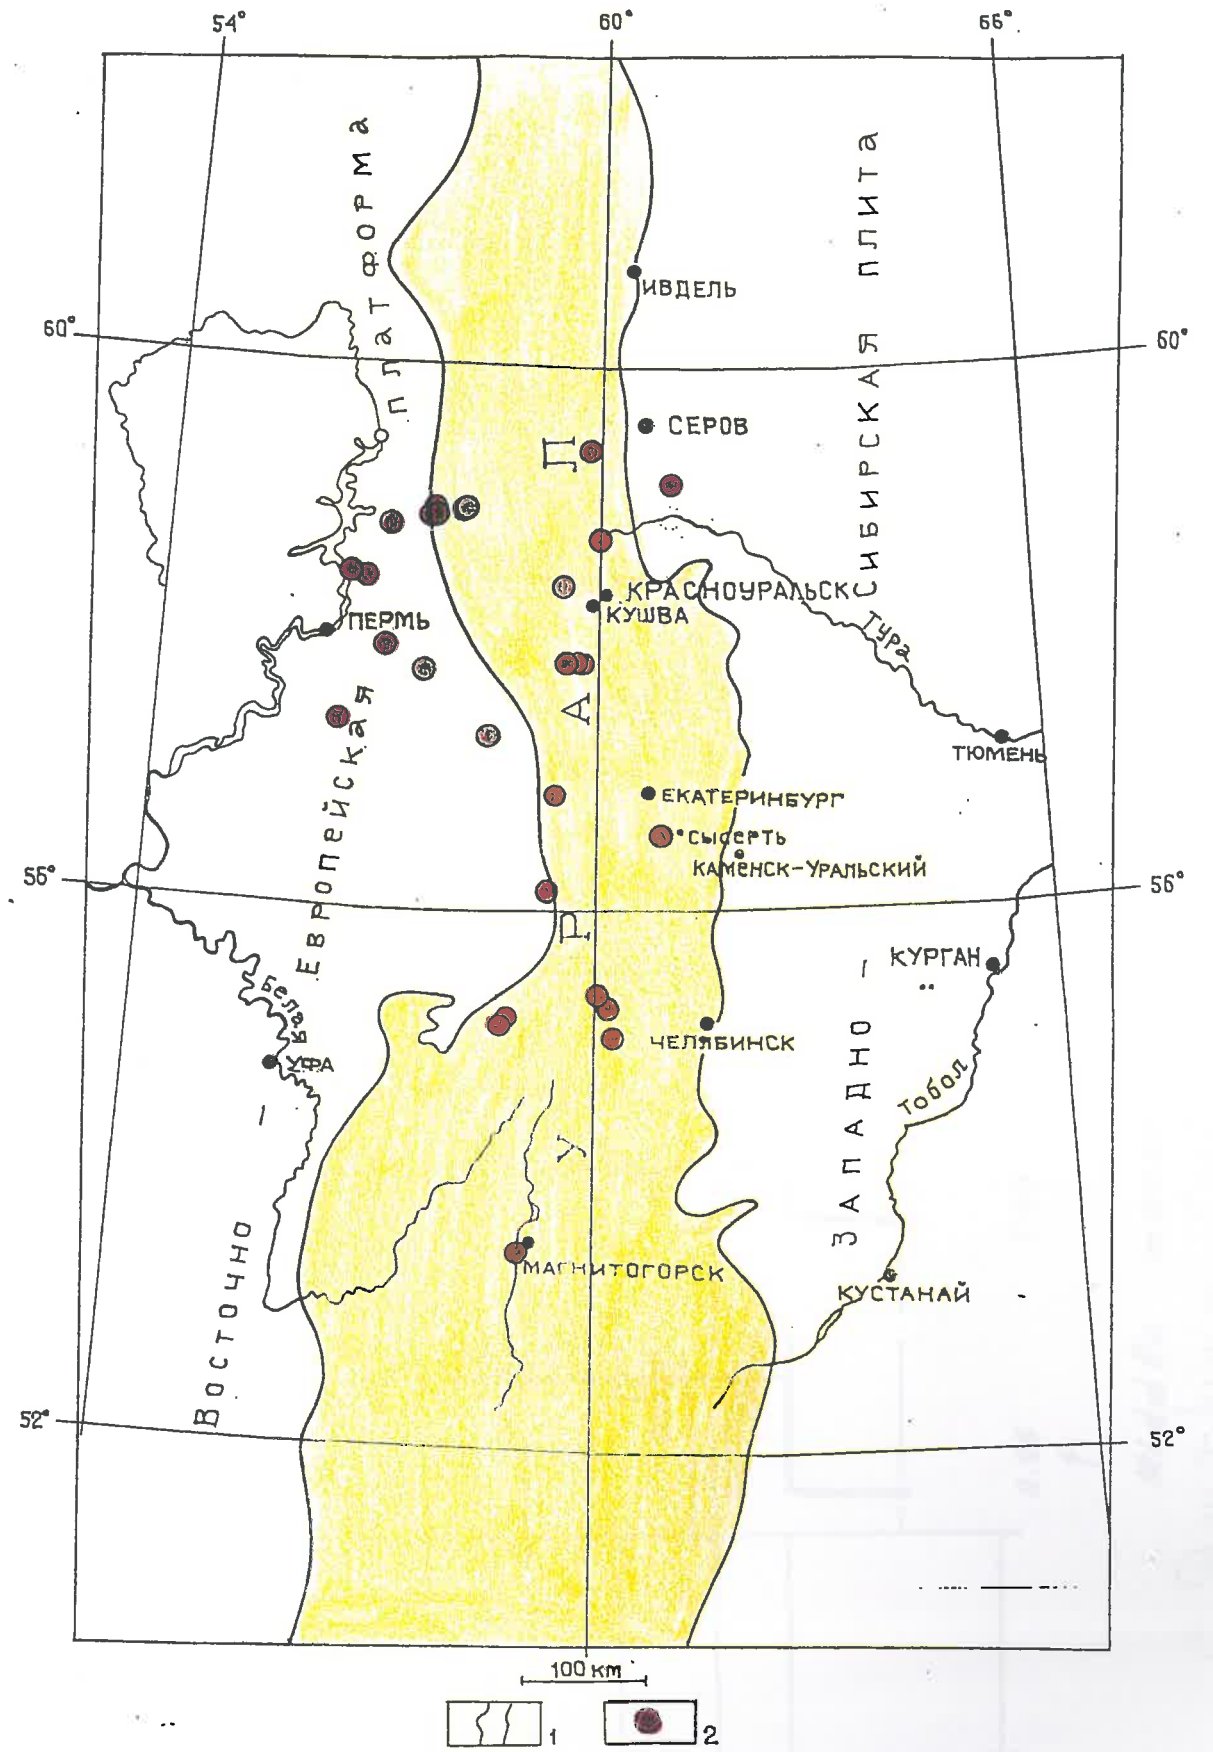 54°
60°
66°
ВОСТОЧНО – ЕВРОПЕЙСКАЯ ПЛАТФОРМА
ЗАПАДНО – СИБИРСКАЯ ПЛИТА
УРАЛ
ИВДЕЛЬ
60°
60°
СЕРОВ
КРАСНОУРАЛЬСК
КУШВА
ПЕРМЬ
Тура
ТЮМЕНЬ
ЕКАТЕРИНБУРГ
СЫСЕРТЬ
КАМЕНСК-УРАЛЬСКИЙ
56°
56°
КУРГАН
Белая
УФА
ЧЕЛЯБИНСК
Тобол
МАГНИТОГОРСК
КУСТАНАЙ
52°
52°
100 км
1
2